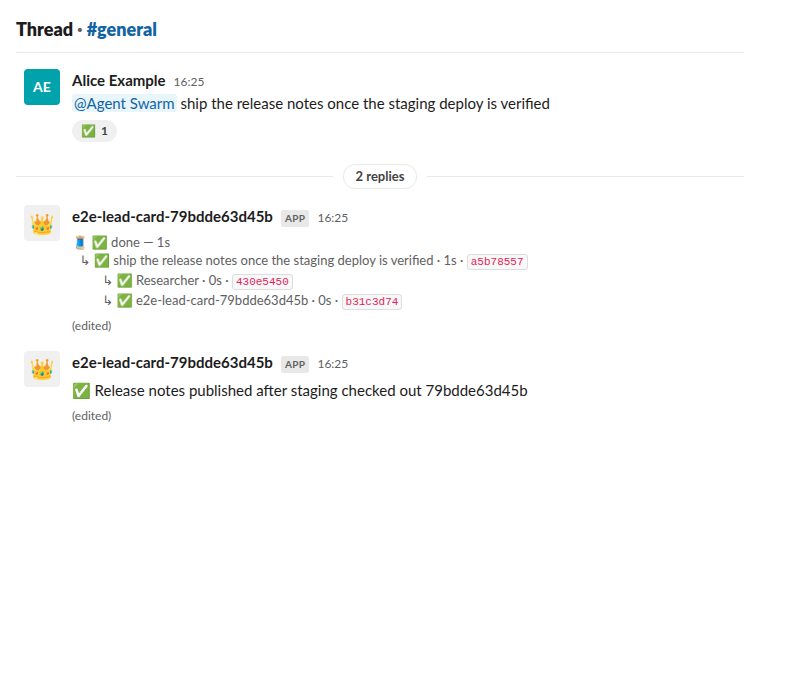 Thread • #general
AE
Alice Example 16:25
@Agent Swarm ship the release notes once the staging deploy is verified
✅ 1
2 replies
e2e-lead-card-79bdde63d45b APP 16:25
🧵 ✅ done — 1s
↳ ✅ ship the release notes once the staging deploy is verified · 1s · a5b78557
↳ ✅ Researcher · 0s · 430e5450
↳ ✅ e2e-lead-card-79bdde63d45b · 0s · b31c3d74
(edited)
e2e-lead-card-79bdde63d45b APP 16:25
✅ Release notes published after staging checked out 79bdde63d45b
(edited)